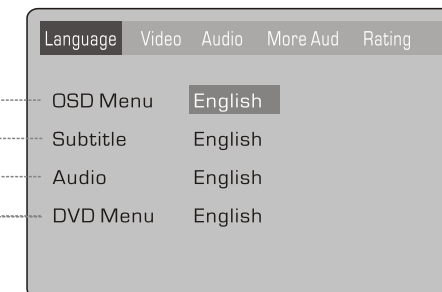 Language Video Audio More Aud Rating
OSD Menu English
Subtitle English
Audio English
DVD Menu English